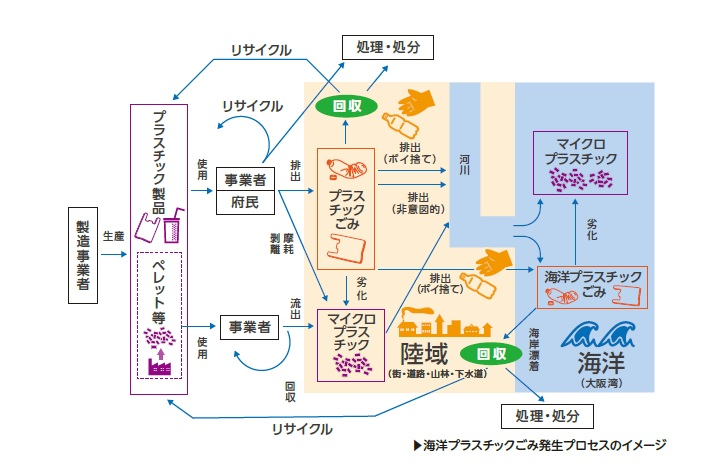 リサイクル
処理・処分
リサイクル
回収
プラスチック製品
ペレット等
製造事業者
生産
使用
使用
事業者
府民
排出
摩耗
剥離
事業者
流出
回収
プラス
チック
ごみ
劣化
マイクロ
プラス
チック
排出
(ポイ捨て)
排出
(非意図的)
河川
マイクロ
プラスチック
劣化
排出
(ポイ捨て)
海洋プラスチック
ごみ
陸域
(街・道路・山林・下水道)
回収
海岸漂着
海洋
(大阪湾)
処理・処分
リサイクル
▶海洋プラスチックごみ発生プロセスのイメージ